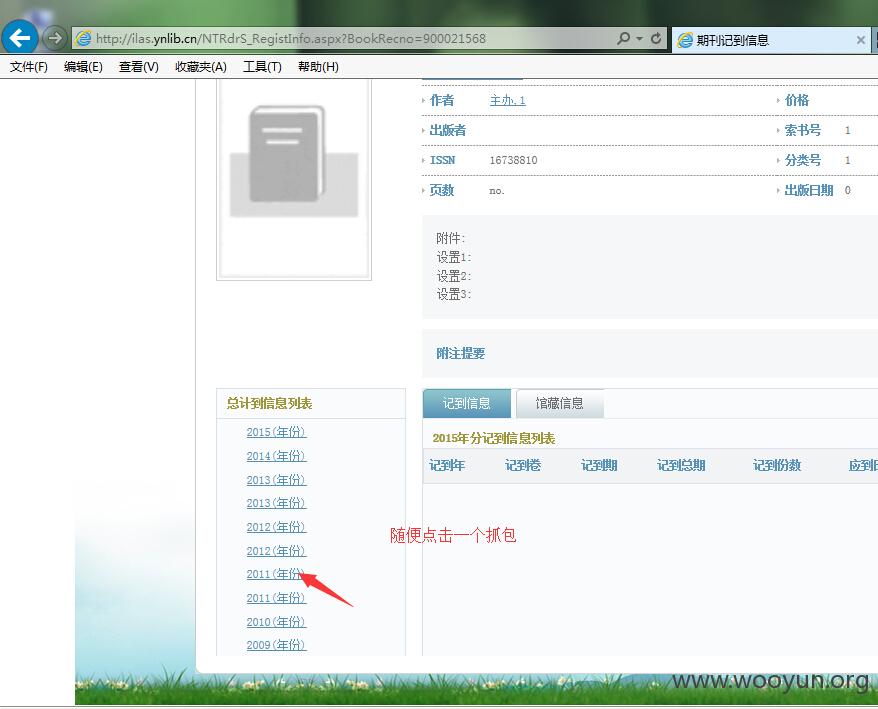 http://ilas.ynlib.cn/NTRdrS_RegistInfo.aspx?BookRecno=900021568
期刊记到信息
文件(F) 编辑(E) 查看(V) 收藏夹(A) 工具(T) 帮助(H)
作者 主办.1 价格
出版者 索书号 1
ISSN 16738810 分类号 1
页数 no. 出版日期 0
附件:
设置1:
设置2:
设置3:
附注提要
总计到信息列表
记到信息 馆藏信息
2015(年份)
2014(年份)
2013(年份)
2013(年份)
2012(年份)
2012(年份)
2011(年份)
2011(年份)
2010(年份)
2009(年份)
2015年分记到信息列表
记到年 记到卷 记到期 记到总期 记到份数 应到
随便点击一个抓包
www.wooyun.org